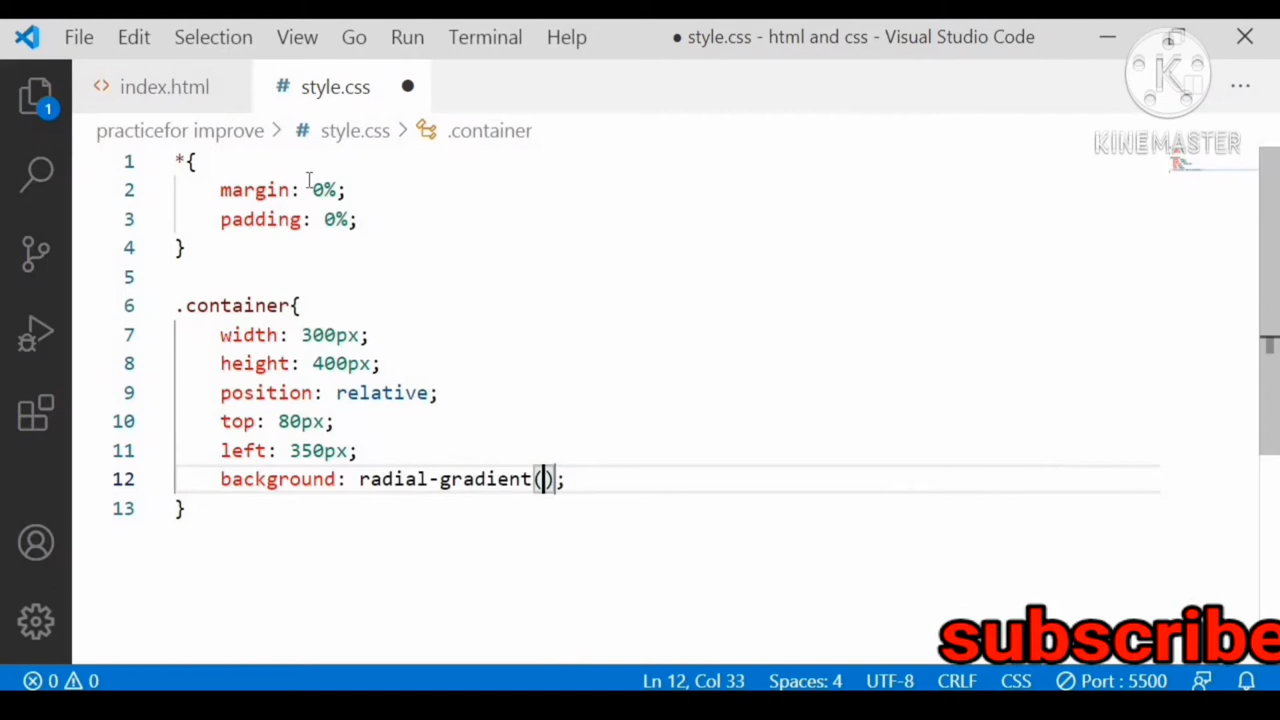 File Edit Selection View Go Run Terminal Help ● style.css - html and css - Visual Studio Code
<> index.html # style.css ●
K
KINEMASTER
1
practicefor improve > # style.css > .container
1 *{
2 margin: 0%;
3 padding: 0%;
4 }
5
6 .container{
7 width: 300px;
8 height: 400px;
9 position: relative;
10 top: 80px;
11 left: 350px;
12 background: radial-gradient();
13 }
subscribe
0 0 Ln 12, Col 33 Spaces: 4 UTF-8 CRLF CSS Port : 5500